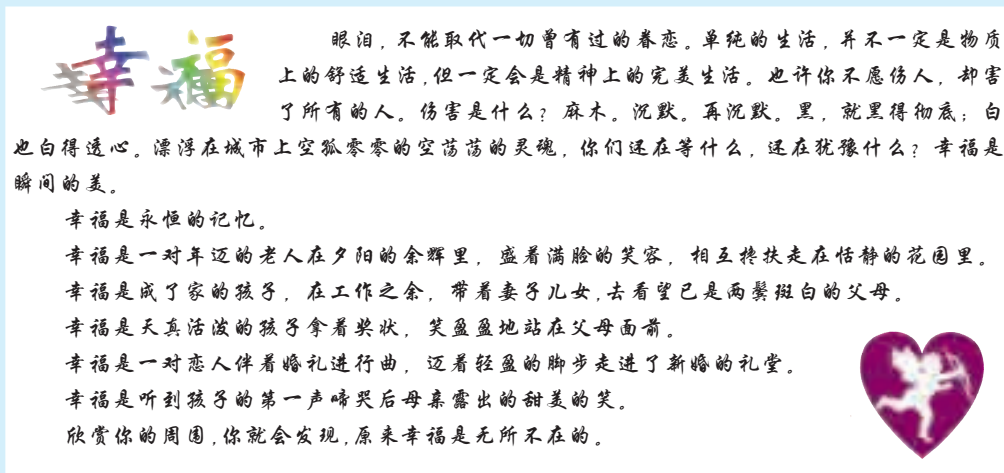 幸福
眼泪，不能取代一切曾有过的眷恋。单纯的生活，并不一定是物质
上的舒适生活，但一定会是精神上的完美生活。也许你不愿伤人，却害
了所有的人。伤害是什么？麻木。沉默。再沉默。黑，就黑得彻底；白
也白得透心。漂浮在城市上空孤零零的空荡荡的灵魂，你们还在等什么，还在犹豫什么？幸福是
瞬间的美。
幸福是永恒的记忆。
幸福是一对年迈的老人在夕阳的余辉里，盛着满脸的笑容，相互搀扶走在恬静的花园里。
幸福是成了家的孩子，在工作之余，带着妻子儿女，去看望已是两鬓斑白的父母。
幸福是天真活泼的孩子拿着奖状，笑盈盈地站在父母面前。
幸福是一对恋人伴着婚礼进行曲，迈着轻盈的脚步走进了新婚的礼堂。
幸福是听到孩子的第一声啼哭后母亲露出的甜美的笑。
欣赏你的周围，你就会发现，原来幸福是无所不在的。